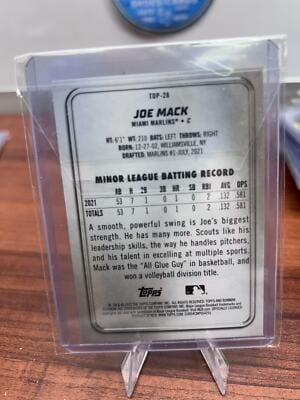 TOP-28
JOE MACK
MIAMI MARLINS • C
HT: 6'1" WT: 210 BATS: LEFT THROWS: RIGHT
BORN: 12-27-02, WILLIAMSVILLE, NY
DRAFTED: MARLINS #1-JULY, 2021
MINOR LEAGUE BATTING RECORD
AB H 2B 3B HR SB RBI AVG OPS
2021 53 7 1 0 1 0 2 .132 .581
TOTALS 53 7 1 0 1 0 2 .132 .581
A smooth, powerful swing is Joe's biggest
strength. He has many more. Scouts like his
leadership skills, the way he handles pitchers,
and his talent in excelling at multiple sports.
Mack was the "All Glue Guy" in basketball, and
won a volleyball division title.
TOPPS
MLB